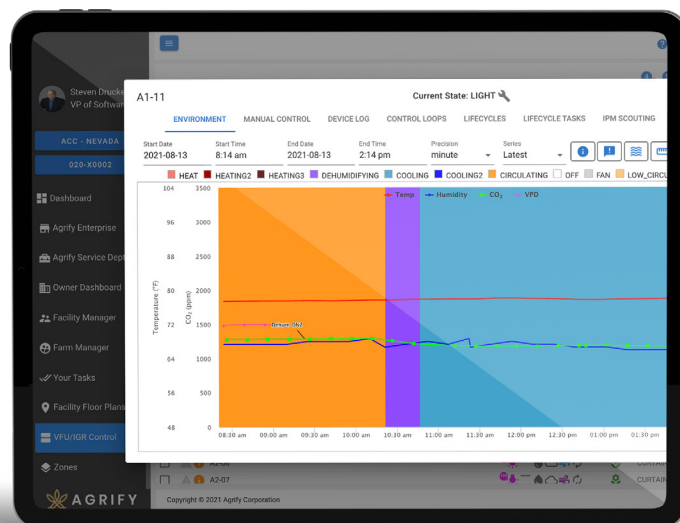 Steven Drucke
VP of Softwar
ACC - NEVADA
020-X0002
Dashboard
Agrify Enterprise
Agrify Service Dept
Owner Dashboard
Facility Manager
Farm Manager
Your Tasks
Facility Floor Plans
VFU/IGR Control
Zones
AGRIFY
A1-11
Current State: LIGHT
ENVIRONMENT MANUAL CONTROL DEVICE LOG CONTROL LOOPS LIFECYCLES LIFECYCLE TASKS IPM SCOUTING
Start Date Start Time End Date End Time Precision Series
2021-08-13 8:14 am 2021-08-13 2:14 pm minute Latest
HEAT HEATING2 HEATING3 DEHUMIDIFYING COOLING COOLING2 CIRCULATING OFF FAN LOW_CIRCU
Temp Humidity CO₂ VPD
104 3500
96 3000
88 2500
80 2000
72 1500
64 1000
56 500
48 0
Temperature (°F)
CO₂ (ppm)
08:30 am 09:00 am 09:30 am 10:00 am 10:30 am 11:00 am 11:30 am 12:00 pm 12:30 pm 01:00 pm 01:30 pm
A2-07 CURTAIN
Copyright © 2021 Agrify Corporation